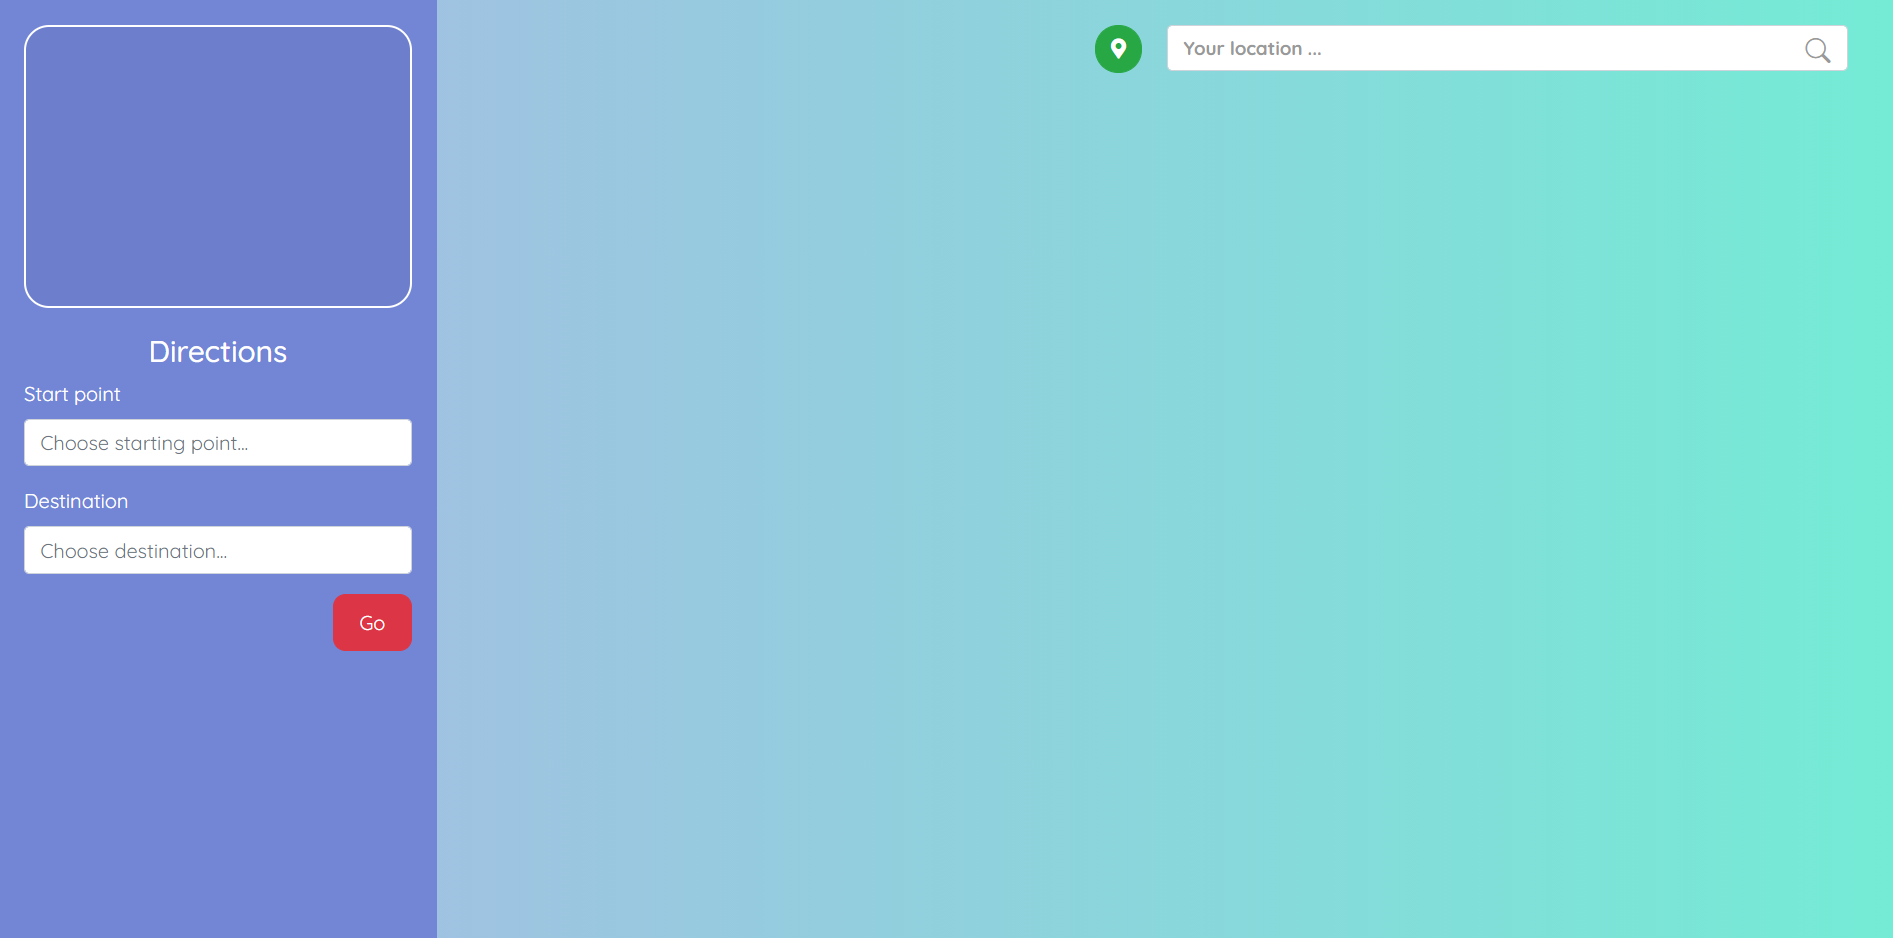 Your location ...
Directions
Start point
Choose starting point...
Destination
Choose destination...
Go